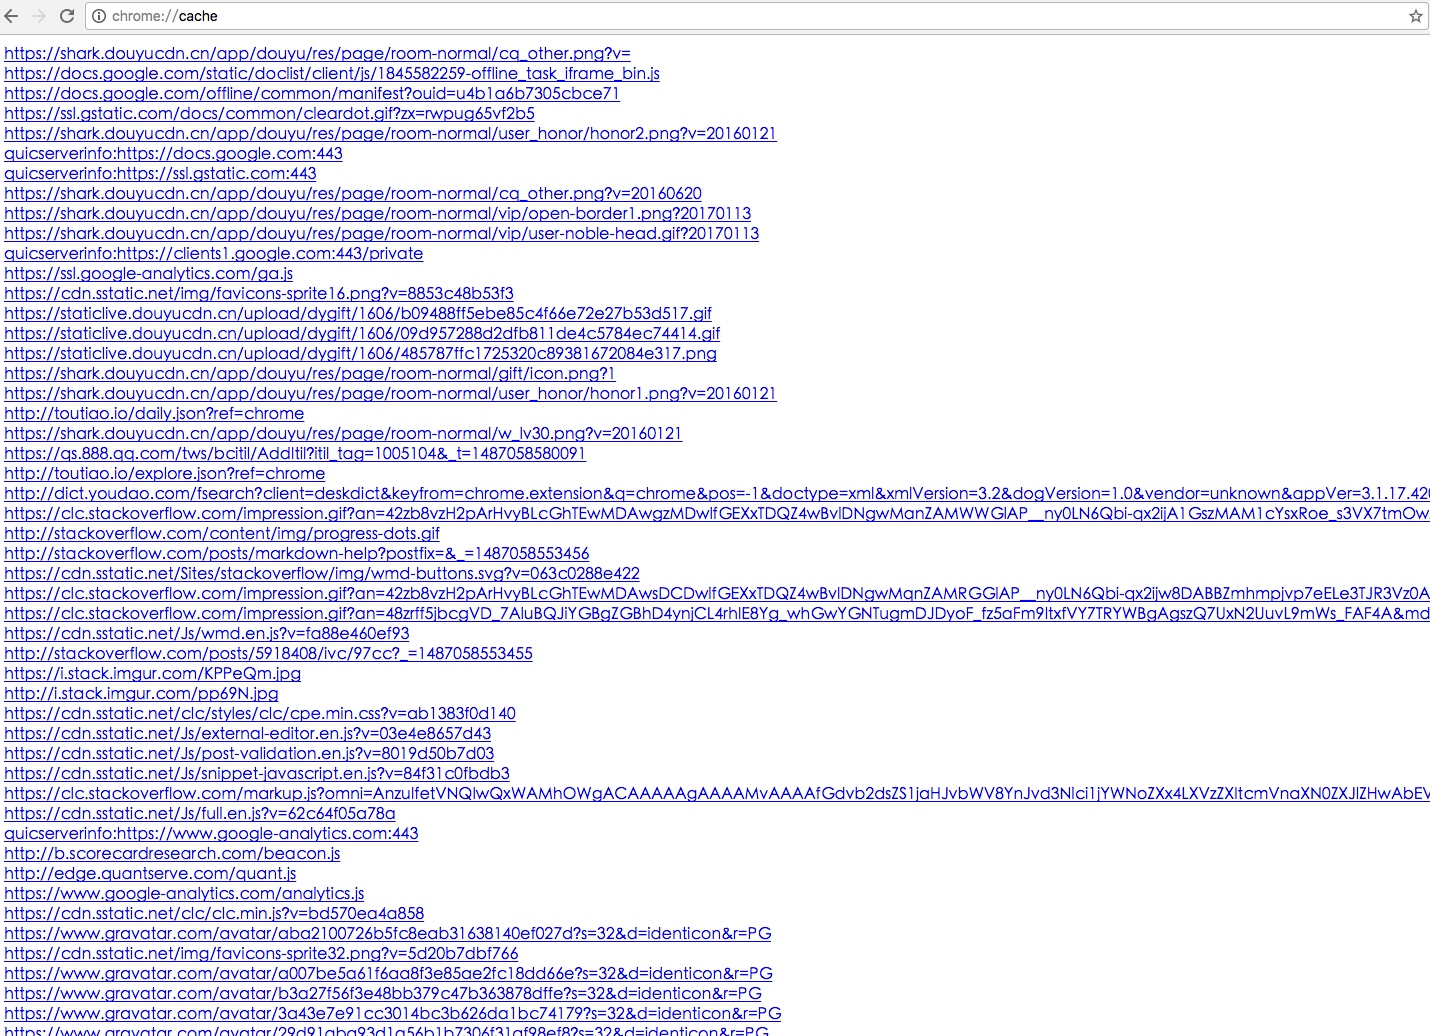 chrome://cache
https://shark.douyucdn.cn/app/douyu/res/page/room-normal/cq_other.png?v=
https://docs.google.com/static/doclist/client/js/1845582259-offline_task_iframe_bin.js
https://docs.google.com/offline/common/manifest?ouid=u4b1a6b7305cbce71
https://ssl.gstatic.com/docs/common/cleardot.gif?zx=rwpug65vf2b5
https://shark.douyucdn.cn/app/douyu/res/page/room-normal/user_honor/honor2.png?v=20160121
quicserverinfo:https://docs.google.com:443
quicserverinfo:https://ssl.gstatic.com:443
https://shark.douyucdn.cn/app/douyu/res/page/room-normal/cq_other.png?v=20160620
https://shark.douyucdn.cn/app/douyu/res/page/room-normal/vip/open-border1.png?20170113
https://shark.douyucdn.cn/app/douyu/res/page/room-normal/vip/user-noble-head.gif?20170113
quicserverinfo:https://clients1.google.com:443/private
https://ssl.google-analytics.com/ga.js
https://cdn.sstatic.net/img/favicons-sprite16.png?v=8853c48b53f3
https://staticlive.douyucdn.cn/upload/dygift/1606/b09488ff5ebe85c4f66e72e27b53d517.gif
https://staticlive.douyucdn.cn/upload/dygift/1606/09d957288d2dfb811de4c5784ec74414.gif
https://staticlive.douyucdn.cn/upload/dygift/1606/485787ffc1725320c89381672084e317.png
https://shark.douyucdn.cn/app/douyu/res/page/room-normal/gift/icon.png?1
https://shark.douyucdn.cn/app/douyu/res/page/room-normal/user_honor/honor1.png?v=20160121
http://toutiao.io/daily.json?ref=chrome
https://shark.douyucdn.cn/app/douyu/res/page/room-normal/w_lv30.png?v=20160121
https://qs.888.qq.com/tws/bcitil/AddItil?itil_tag=1005104&_t=1487058580091
http://toutiao.io/explore.json?ref=chrome
http://dict.youdao.com/fsearch?client=deskdict&keyfrom=chrome.extension&q=chrome&pos=-1&doctype=xml&xmlVersion=3.2&dogVersion=1.0&vendor=unknown&appVer=3.1.17.420
https://clc.stackoverflow.com/impression.gif?an=42zb8vzH2pArHvyBLcGhTEwMDAwgzMDwlfGEXxTDQZ4wBvlDNgwManZAMWWGlAP__ny0LN6Qbi-qx2ijA1GszMAM1cYsxRoe_s3VX7tmOw
http://stackoverflow.com/content/img/progress-dots.gif
http://stackoverflow.com/posts/markdown-help?postfix=&_=1487058553456
https://cdn.sstatic.net/Sites/stackoverflow/img/wmd-buttons.svg?v=063c0288e422
https://clc.stackoverflow.com/impression.gif?an=42zb8vzH2pArHvyBLcGhTEwMDAwsDCDwlfGEXxTDQZ4wBvlDNgwMqnZAMRGGlAP__ny0LN6Qbi-qx2ijw8DABBZmhmpjvp7eELe3TJR3Vz0A
https://clc.stackoverflow.com/impression.gif?an=48zrff5jbcgVD_7AluBQJiYGBgZGBhD4ynjCL4rhlE8Yg_whGwYGNTugmDJDyoF_fz5aFm9ltxfVY7TRYWBgAgszQ7UxN2UuvL9mWs_FAF4A&md
https://cdn.sstatic.net/Js/wmd.en.js?v=fa88e460ef93
http://stackoverflow.com/posts/5918408/ivc/97cc?_=1487058553455
https://i.stack.imgur.com/KPPeQm.jpg
http://i.stack.imgur.com/pp69N.jpg
https://cdn.sstatic.net/clc/styles/clc/cpe.min.css?v=ab1383f0d140
https://cdn.sstatic.net/Js/external-editor.en.js?v=03e4e8657d43
https://cdn.sstatic.net/Js/post-validation.en.js?v=8019d50b7d03
https://cdn.sstatic.net/Js/snippet-javascript.en.js?v=84f31c0fbdb3
https://clc.stackoverflow.com/markup.js?omni=AnzulfetVNQlwQxWAMhOWgACAAAAAgAAAAMvAAAAfGdvb2dsZS1jaHJvbWV8YnJvd3Nlci1jYWNoZXx4LXVzZXItcmVnaXN0ZXJlZHwAbEV
https://cdn.sstatic.net/Js/full.en.js?v=62c64f05a78a
quicserverinfo:https://www.google-analytics.com:443
http://b.scorecardresearch.com/beacon.js
http://edge.quantserve.com/quant.js
https://www.google-analytics.com/analytics.js
https://cdn.sstatic.net/clc/clc.min.js?v=bd570ea4a858
https://www.gravatar.com/avatar/aba2100726b5fc8eab31638140ef027d?s=32&d=identicon&r=PG
https://cdn.sstatic.net/img/favicons-sprite32.png?v=5d20b7dbf766
https://www.gravatar.com/avatar/a007be5a61f6aa8f3e85ae2fc18dd66e?s=32&d=identicon&r=PG
https://www.gravatar.com/avatar/b3a27f56f3e48bb379c47b363878dffe?s=32&d=identicon&r=PG
https://www.gravatar.com/avatar/3a43e7e91cc3014bc3b626da1bc74179?s=32&d=identicon&r=PG